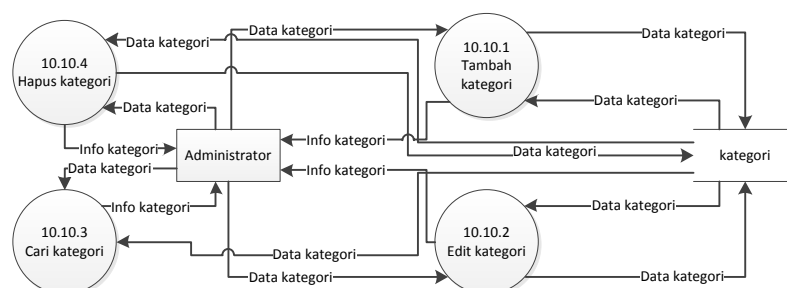 Data kategori
10.10.1
Tambah
kategori
Data kategori
Data kategori
10.10.4
Hapus kategori
Data kategori
Data kategori
Info kategori
Info kategori
Administrator
Data kategori
kategori
Data kategori
Info kategori
Info kategori
Data kategori
10.10.3
Cari kategori
10.10.2
Edit kategori
Data kategori
Data kategori
Data kategori